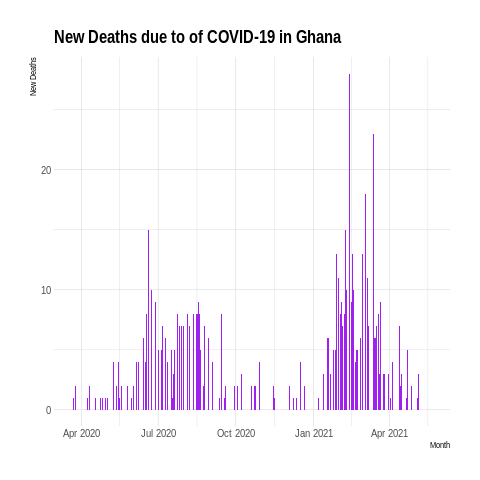 New Deaths due to of COVID-19 in Ghana
New Deaths
20
10
0
Apr 2020 Jul 2020 Oct 2020 Jan 2021 Apr 2021
Month